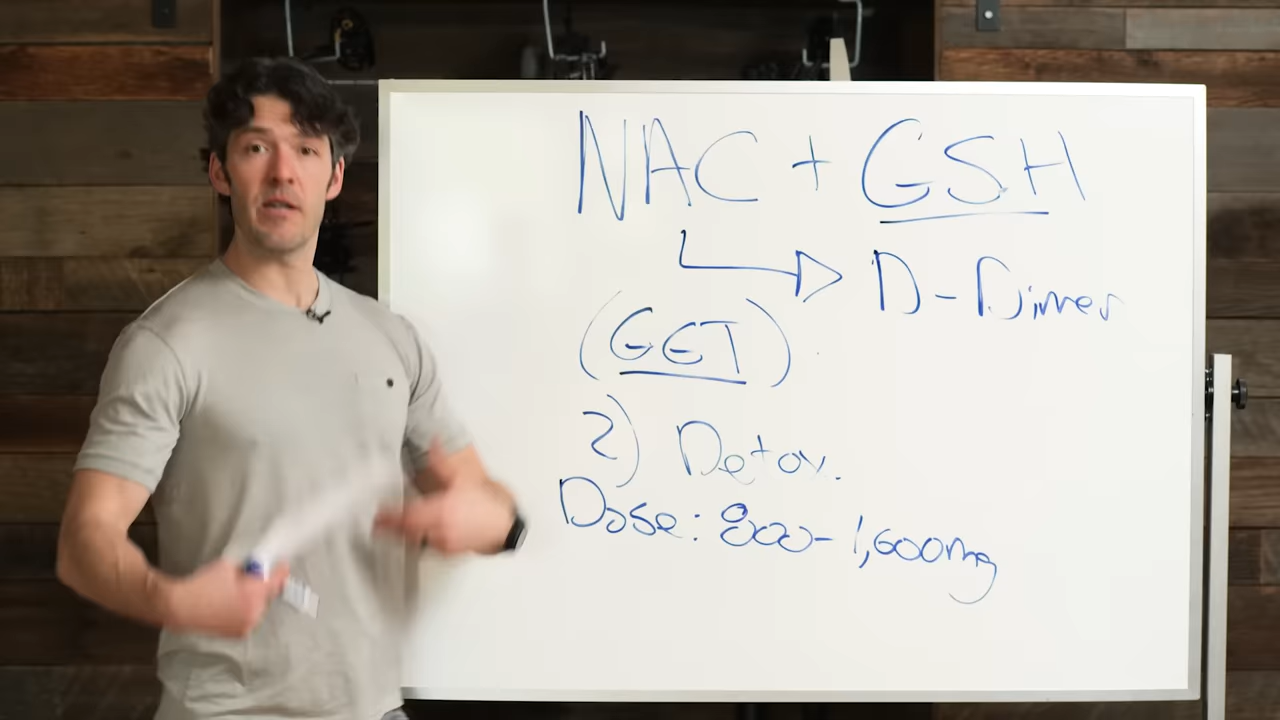 NAC + GSH
D-Dimer
(GET)
2) Detox.
Dose: 800-1,600mg